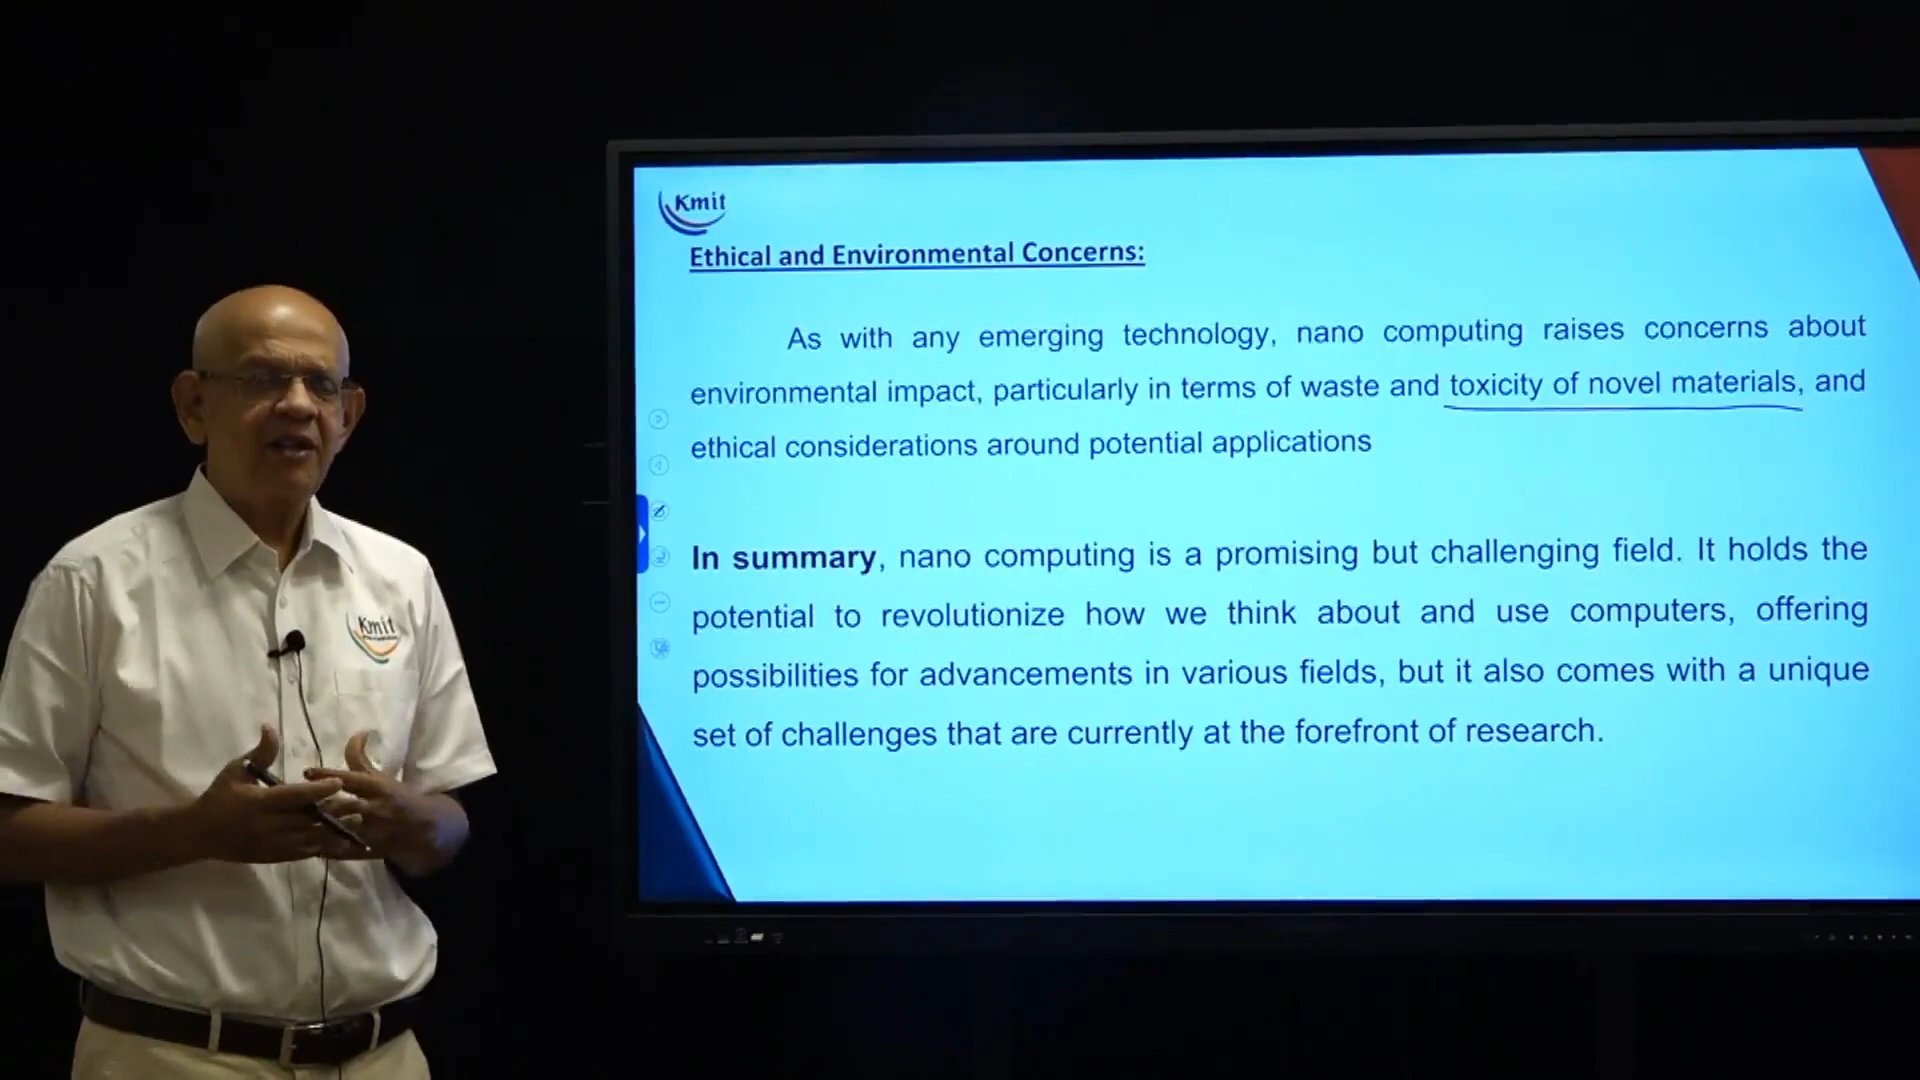 Kmit
Ethical and Environmental Concerns:
As with any emerging technology, nano computing raises concerns about
environmental impact, particularly in terms of waste and toxicity of novel materials, and
ethical considerations around potential applications
In summary, nano computing is a promising but challenging field. It holds the
potential to revolutionize how we think about and use computers, offering
possibilities for advancements in various fields, but it also comes with a unique
set of challenges that are currently at the forefront of research.
Kmit